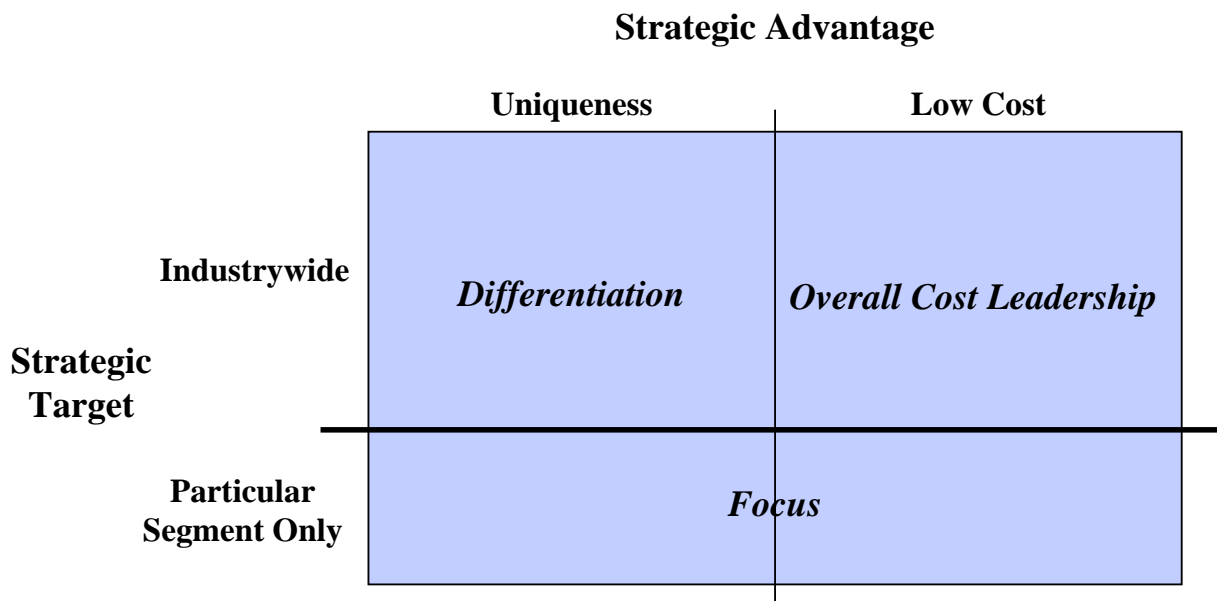 Strategic Advantage
Uniqueness
Low Cost
Industrywide
Differentiation
Overall Cost Leadership
Strategic
Target
Particular
Segment Only
Focus